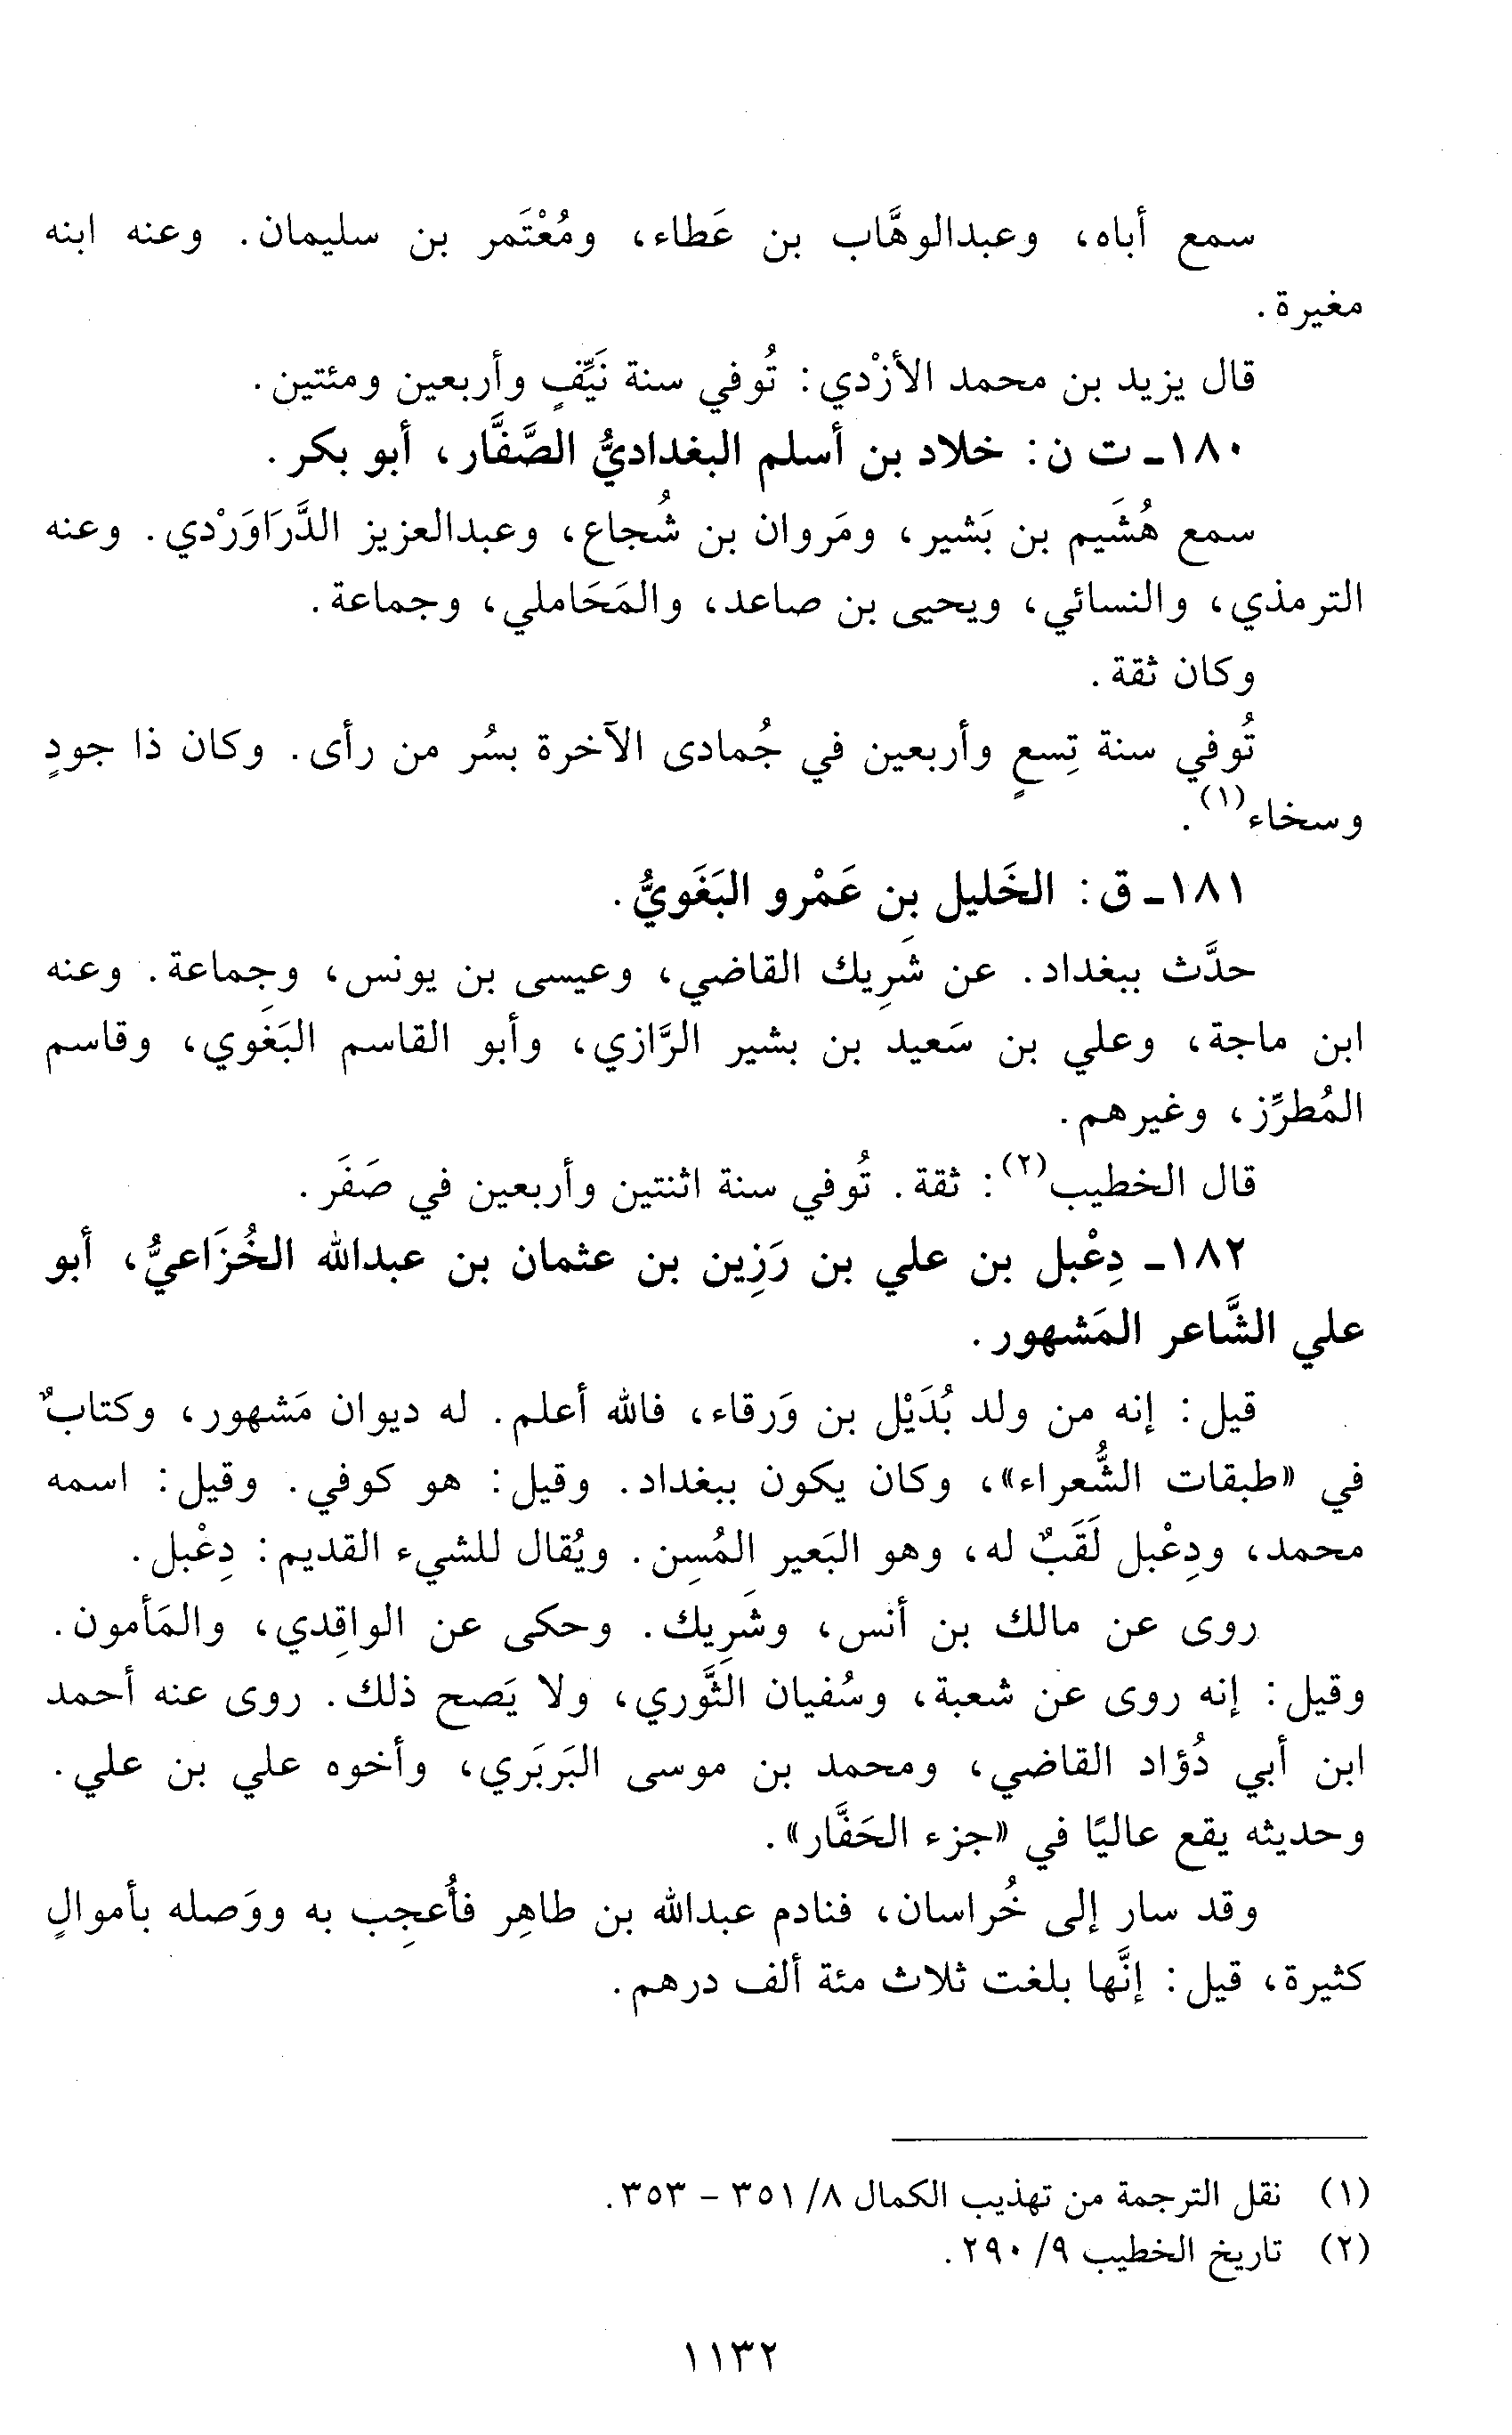 سمع أباه، وعبدالوهَّاب بن عَطاء، ومُعْتَمر بن سليمان. وعنه ابنه
مغيرة.
قال يزيد بن محمد الأزْدي: تُوفي سنة نَيِّفٍ وأربعين ومئتين.
١٨٠ـ ت ن: خلاد بن أسلم البغداديُّ الصَّفَّار، أبو بكر.
سمع هُشَيم بن بَشير، ومَروان بن شُجاع، وعبدالعزيز الدَّرَاوَرْدي. وعنه
الترمذي، والنسائي، ويحيى بن صاعد، والمَحَاملي، وجماعة.
وكان ثقة.
تُوفي سنة تِسعٍ وأربعين في جُمادى الآخرة بسُر من رأى. وكان ذا جودٍ
وسخاء(١).
١٨١ـ ق: الخَليل بن عَمْرو البَغَويُّ.
حدَّث ببغداد. عن شَرِيك القاضي، وعيسى بن يونس، وجماعة. وعنه
ابن ماجة، وعلي بن سَعيد بن بشير الرَّازي، وأبو القاسم البَغَوي، وقاسم
المُطرِّز، وغيرهم.
قال الخطيب(٢): ثقة. تُوفي سنة اثنتين وأربعين في صَفَر.
١٨٢ـ دِعْبل بن علي بن رَزِين بن عثمان بن عبدالله الخُزَاعيُّ، أبو
علي الشَّاعر المَشهور.
قيل: إنه من ولد بُدَيْل بن وَرقاء، فالله أعلم. له ديوان مَشهور، وكتابٌ
في «طبقات الشُّعراء»، وكان يكون ببغداد. وقيل: هو كوفي. وقيل: اسمه
محمد، ودِعْبل لَقَبٌ له، وهو البَعير المُسِن. ويُقال للشيء القديم: دِعْبل.
روى عن مالك بن أنس، وشَرِيك. وحكى عن الواقِدي، والمَأمون.
وقيل: إنه روى عن شعبة، وسُفيان الثَّوري، ولا يَصح ذلك. روى عنه أحمد
ابن أبي دُؤاد القاضي، ومحمد بن موسى البَربَري، وأخوه علي بن علي.
وحديثه يقع عاليًا في «جزء الحَفَّار».
وقد سار إلى خُراسان، فنادم عبدالله بن طاهِر فأُعجِب به ووَصله بأموالٍ
كثيرة، قيل: إنَّها بلغت ثلاث مئة ألف درهم.
(١) نقل الترجمة من تهذيب الكمال ٨/ ٣٥١ - ٣٥٣.
(٢) تاريخ الخطيب ٩/ ٢٩٠.
١١٣٢